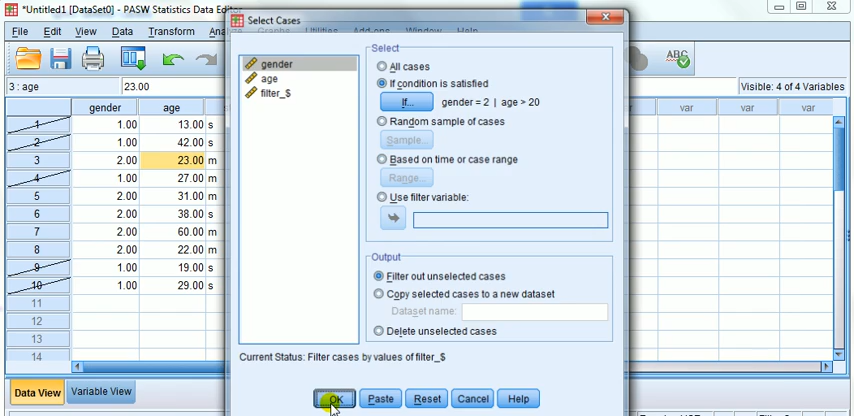 *Untitled1 [DataSet0] - PASW Statistics Data Editor
File Edit View Data Transform
3 : age 23.00 Visible: 4 of 4 Variables
gender age var var var
1 1.00 13.00 s
2 1.00 42.00 s
3 2.00 23.00 m
4 1.00 27.00 m
5 2.00 31.00 m
6 2.00 38.00 s
7 2.00 60.00 m
8 2.00 22.00 m
9 1.00 19.00 s
10 1.00 29.00 s
11
12
13
14
Data View Variable View
Select Cases
gender
age
filter_$
Select
All cases
If condition is satisfied
If... gender = 2 | age > 20
Random sample of cases
Sample...
Based on time or case range
Range...
Use filter variable:
Output
Filter out unselected cases
Copy selected cases to a new dataset
Dataset name:
Delete unselected cases
Current Status: Filter cases by values of filter_$
OK Paste Reset Cancel Help